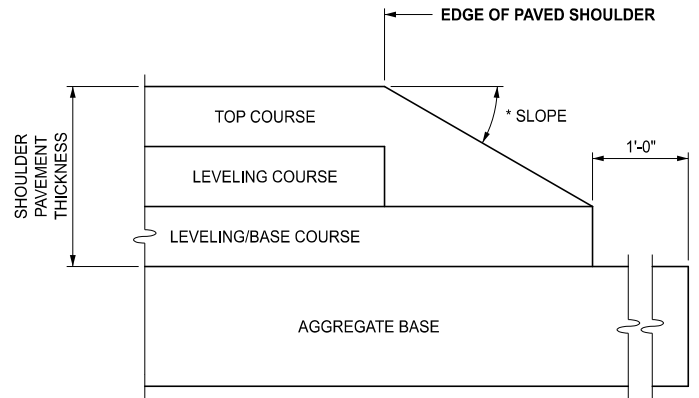 EDGE OF PAVED SHOULDER
TOP COURSE
* SLOPE
1'-0"
SHOULDER
PAVEMENT
THICKNESS
LEVELING COURSE
LEVELING/BASE COURSE
AGGREGATE BASE